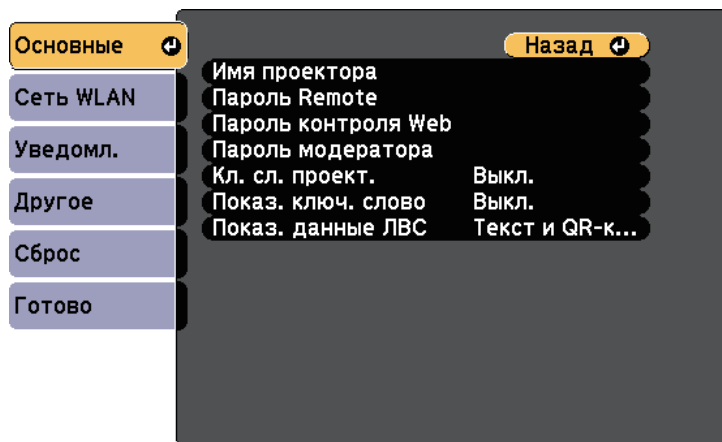 Основные
Сеть WLAN
Уведомл.
Другое
Сброс
Готово
Назад
Имя проектора
Пароль Remote
Пароль контроля Web
Пароль модератора
Кл. сл. проект. Выкл.
Показ. ключ. слово Выкл.
Показ. данные ЛВС Текст и QR-к...